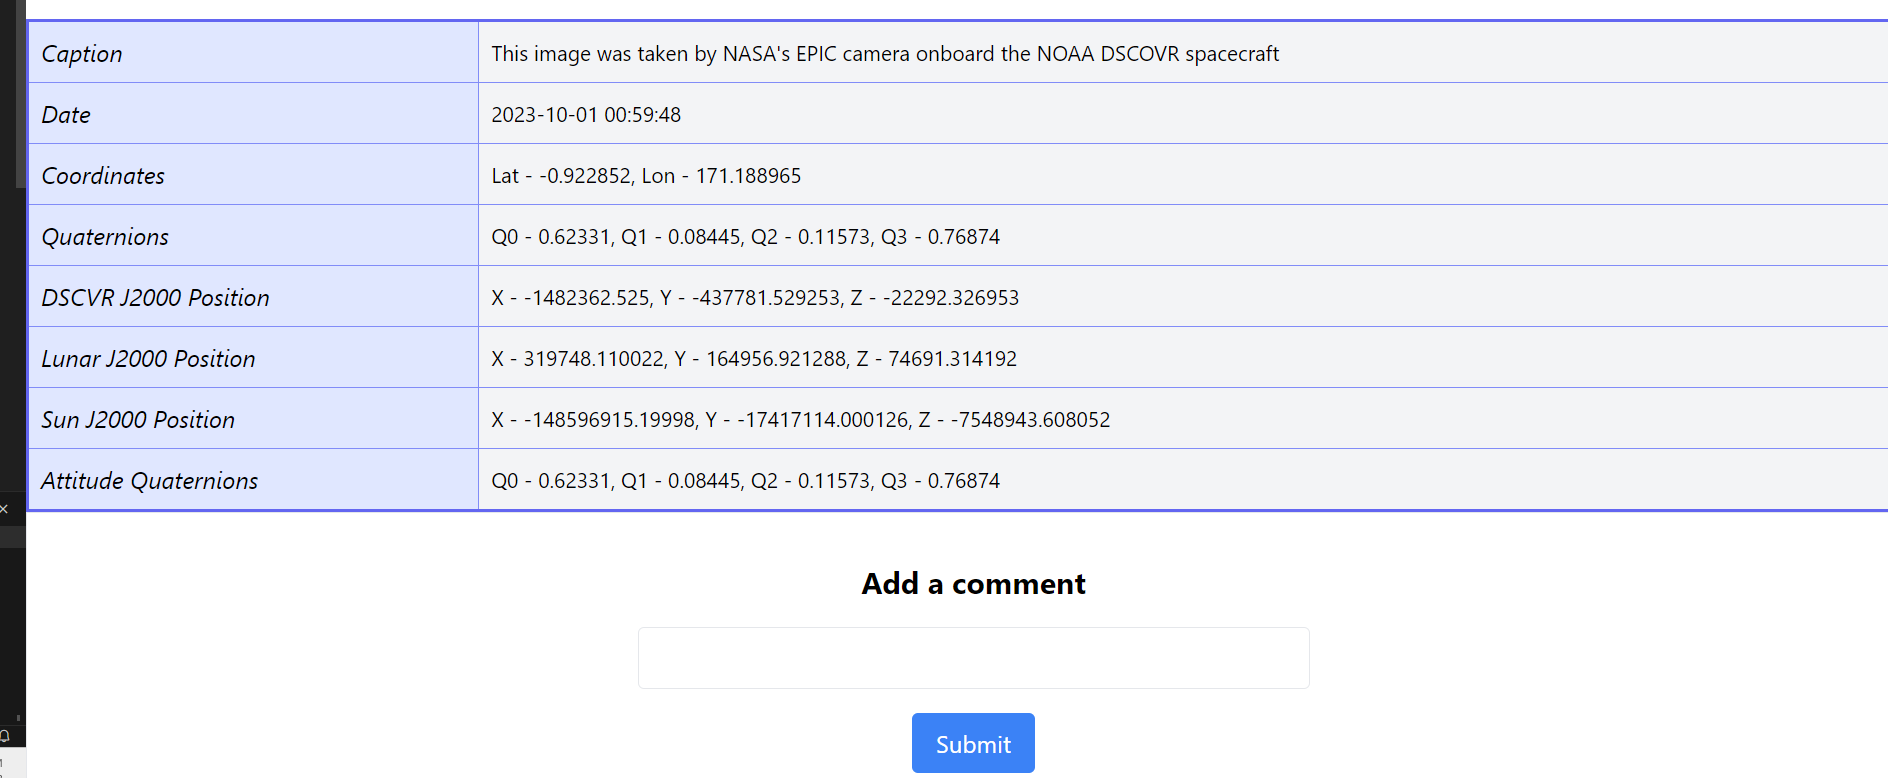 Caption This image was taken by NASA's EPIC camera onboard the NOAA DSCOVR spacecraft
Date 2023-10-01 00:59:48
Coordinates Lat - -0.922852, Lon - 171.188965
Quaternions Q0 - 0.62331, Q1 - 0.08445, Q2 - 0.11573, Q3 - 0.76874
DSCVR J2000 Position X - -1482362.525, Y - -437781.529253, Z - -22292.326953
Lunar J2000 Position X - 319748.110022, Y - 164956.921288, Z - 74691.314192
Sun J2000 Position X - -148596915.19998, Y - -17417114.000126, Z - -7548943.608052
Attitude Quaternions Q0 - 0.62331, Q1 - 0.08445, Q2 - 0.11573, Q3 - 0.76874
Add a comment
Submit